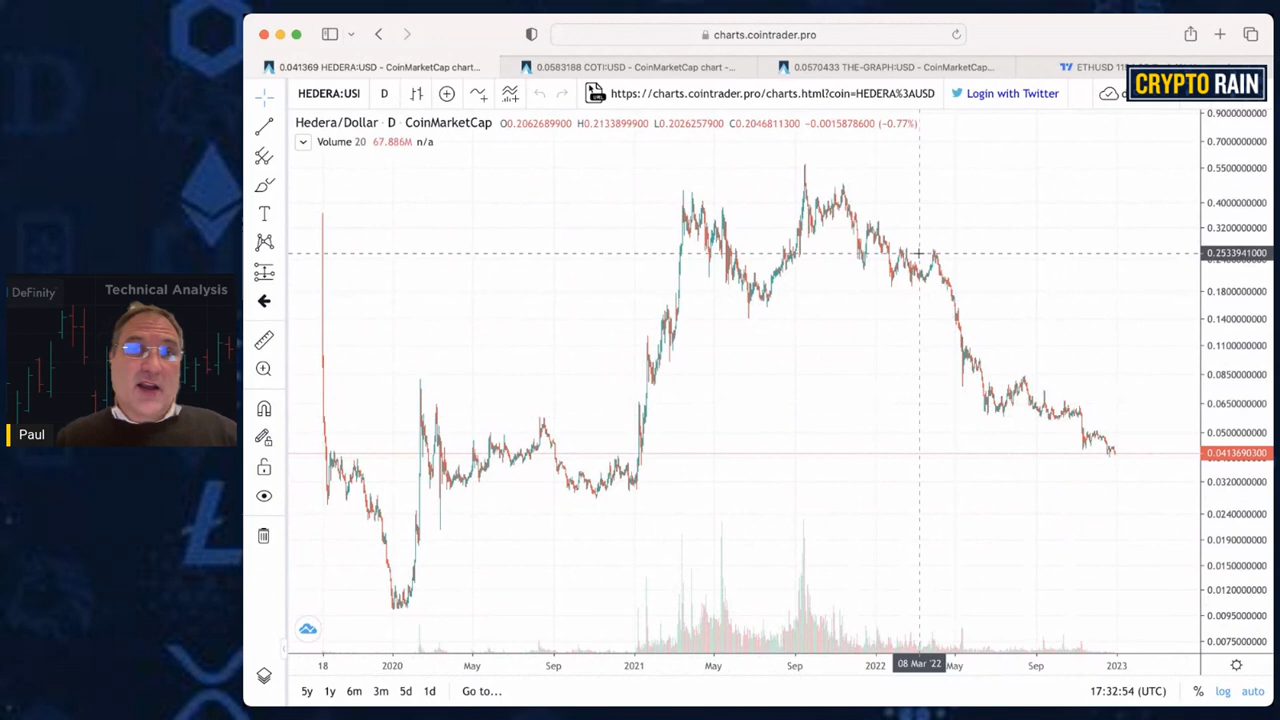 charts.cointrader.pro
0.041369 HEDERA:USD - CoinMarketCap chart...
0.0583188 COTI:USD - CoinMarketCap chart -...
0.0570433 THE-GRAPH:USD - CoinMarketCap...
CRYPTO RAIN
HEDERA:USI
D
https://charts.cointrader.pro/charts.html?coin=HEDERA%3AUSD
Login with Twitter
Hedera/Dollar • D • CoinMarketCap O0.2062689900 H0.2133899900 L0.2026257900 C0.2046811300 −0.0015878600 (−0.77%)
Volume 20 67.886M n/a
0.9000000000
0.7000000000
0.5500000000
0.4000000000
0.3200000000
0.2533941000
0.1800000000
0.1400000000
0.1100000000
0.0850000000
0.0650000000
0.0500000000
0.0413690300
0.0320000000
0.0240000000
0.0190000000
0.0150000000
0.0120000000
0.0095000000
0.0075000000
DeFinity
Technical Analysis
Paul
18 2020 May Sep 2021 May Sep 2022 08 Mar '22 May Sep 2023
5y 1y 6m 3m 5d 1d Go to... 17:32:54 (UTC) % log auto